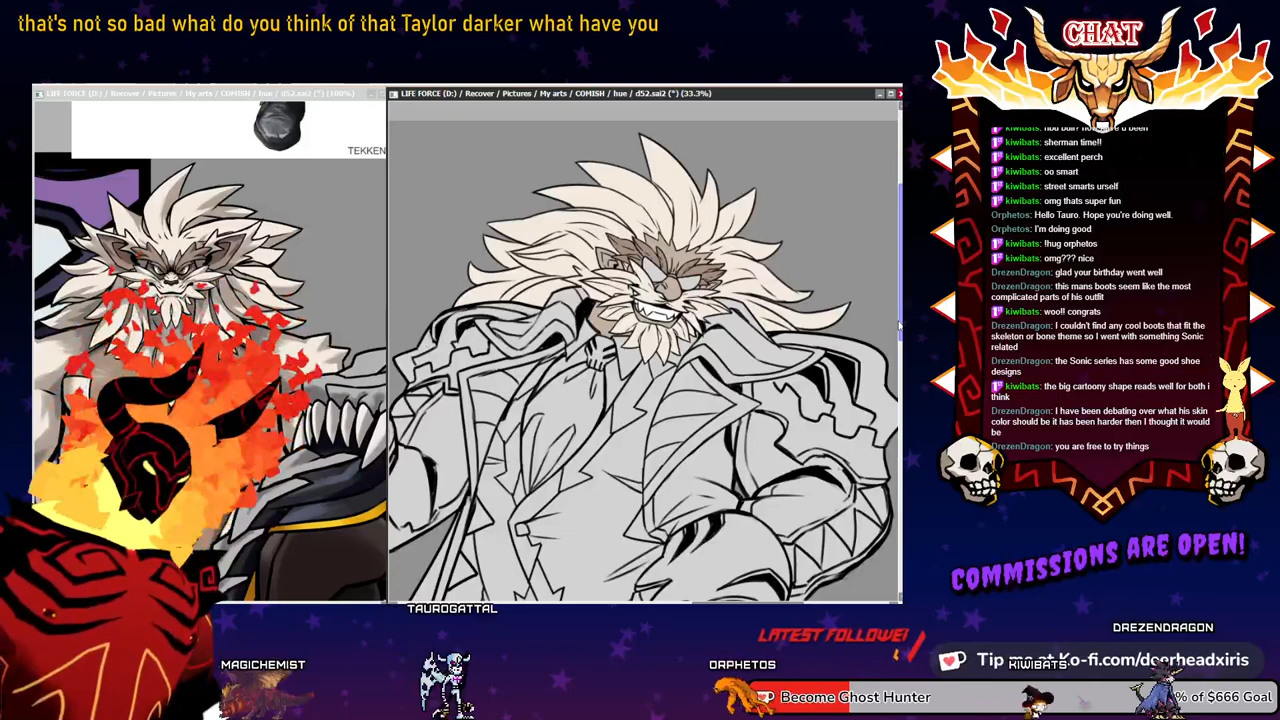 that's not so bad what do you think of that Taylor darker what have you
CHAT
LIFE FORCE (D:) / Recover / Pictures / My arts / COMISH / hue / d52.sai2 (*) (100%)
LIFE FORCE (D:) / Recover / Pictures / My arts / COMISH / hue / d52.sai2 (*) (33.3%)
TEKKEN
kiwibats: sherman time!!
kiwibats: excellent perch
kiwibats: oo smart
kiwibats: street smarts urself
kiwibats: omg thats super fun
Orphetos: Hello Tauro. Hope you're doing well.
Orphetos: I'm doing good
kiwibats: !hug orphetos
kiwibats: omg??? nice
DrezenDragon: glad your birthday went well
DrezenDragon: this mans boots seem like the most
complicated parts of his outfit
kiwibats: woo!! congrats
DrezenDragon: I couldn't find any cool boots that fit the
skeleton or bone theme so I went with something Sonic
related
DrezenDragon: the Sonic series has some good shoe
designs
kiwibats: the big cartoony shape reads well for both i
think
DrezenDragon: I have been debating over what his skin
color should be it has been harder then I thought it would
be
DrezenDragon: you are free to try things
COMMISSIONS ARE OPEN!
TAUROGATTAL
LATEST FOLLOWE
DREZENDRAGON
MAGICHEMIST
ORPHETOS
KIWIBATS
Tip me at Ko-fi.com/deerheadxiris
Become Ghost Hunter
% of $666 Goal